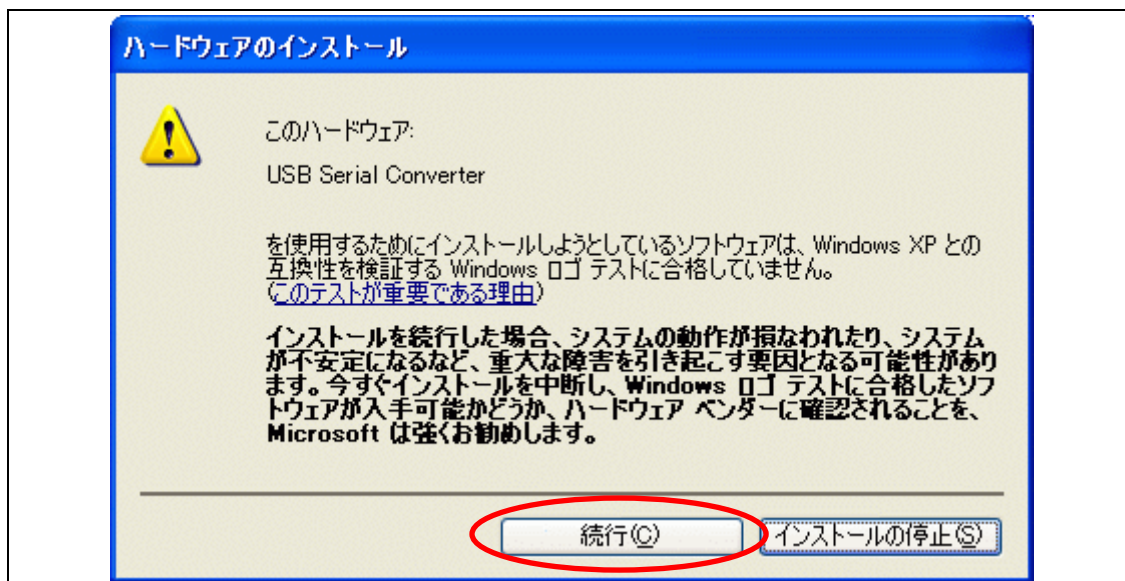 ハードウェアのインストール
このハードウェア:
USB Serial Converter
を使用するためにインストールしようとしているソフトウェアは、Windows XP との
互換性を検証する Windows ロゴ テストに合格していません。
(このテストが重要である理由)
インストールを続行した場合、システムの動作が損なわれたり、システム
が不安定になるなど、重大な障害を引き起こす要因となる可能性があり
ます。今すぐインストールを中断し、Windows ロゴ テストに合格したソフ
トウェアが入手可能かどうか、ハードウェア ベンダーに確認されることを、
Microsoft は強くお勧めします。
続行(C) インストールの停止(S)